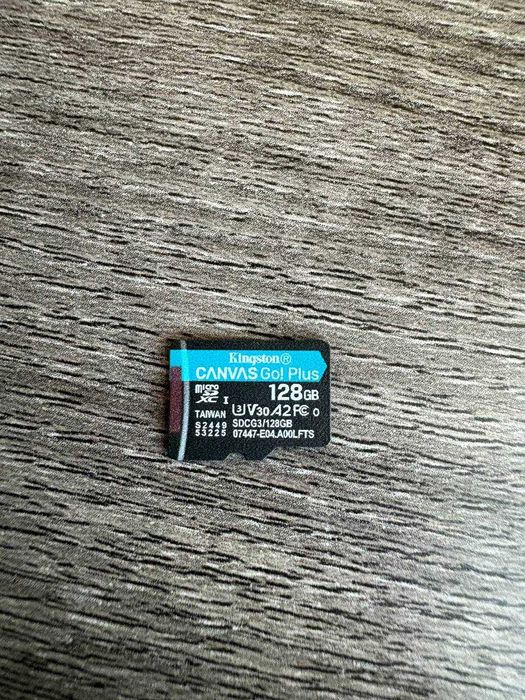 Kingston®
CANVAS Go! Plus
micro SD XC I 128GB
TAIWAN U3 V30 A2 FC
S2449 SDCG3/128GB
53225 07447-E04.A00LFTS